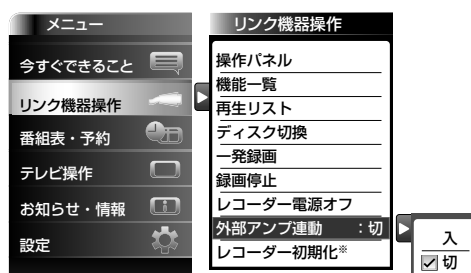 メニュー
今すぐできること
リンク機器操作
番組表・予約
テレビ操作
お知らせ・情報
設定
リンク機器操作
操作パネル
機能一覧
再生リスト
ディスク切換
一発録画
録画停止
レコーダー電源オフ
外部アンプ連動 :切
レコーダー初期化※
入
切